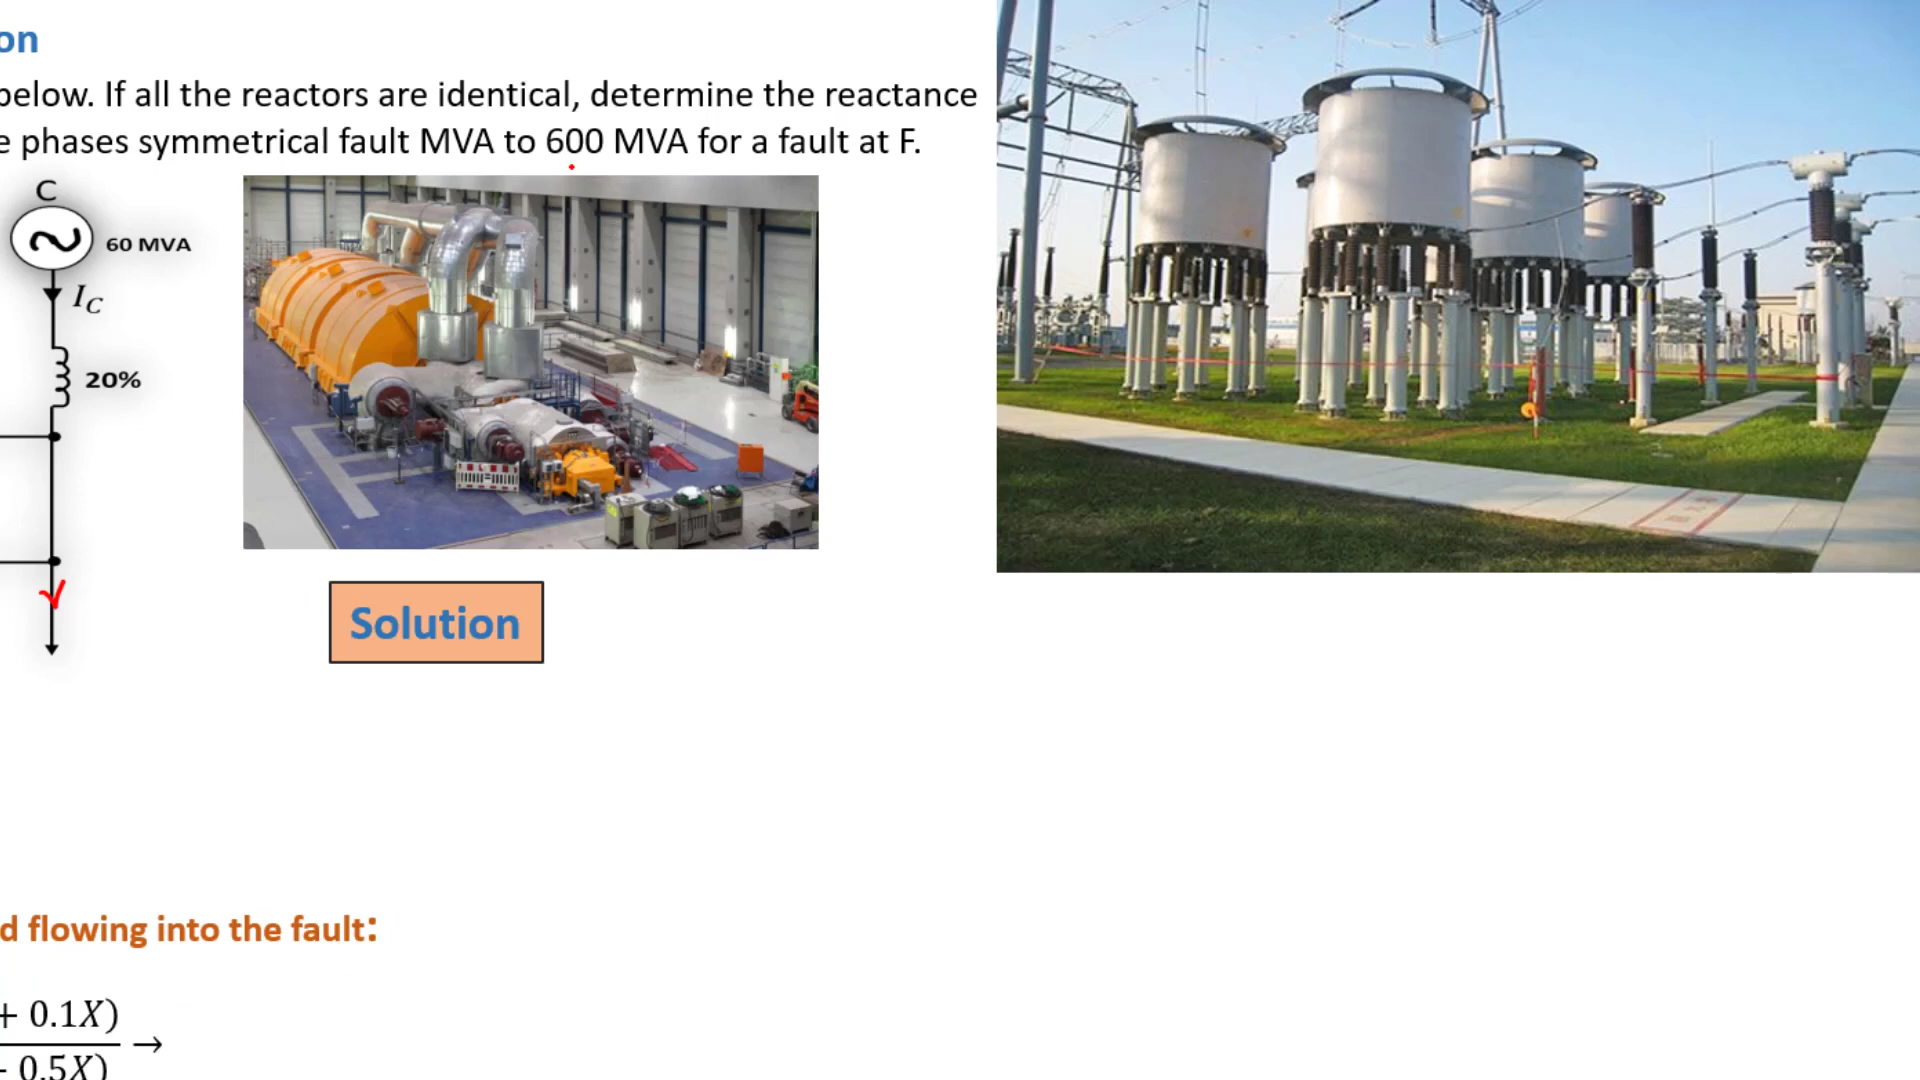 on
below. If all the reactors are identical, determine the reactance
e phases symmetrical fault MVA to 600 MVA for a fault at F.
C
60 MVA
I_C
20%
Solution
d flowing into the fault:
+ 0.1X)
→
- 0.5X)